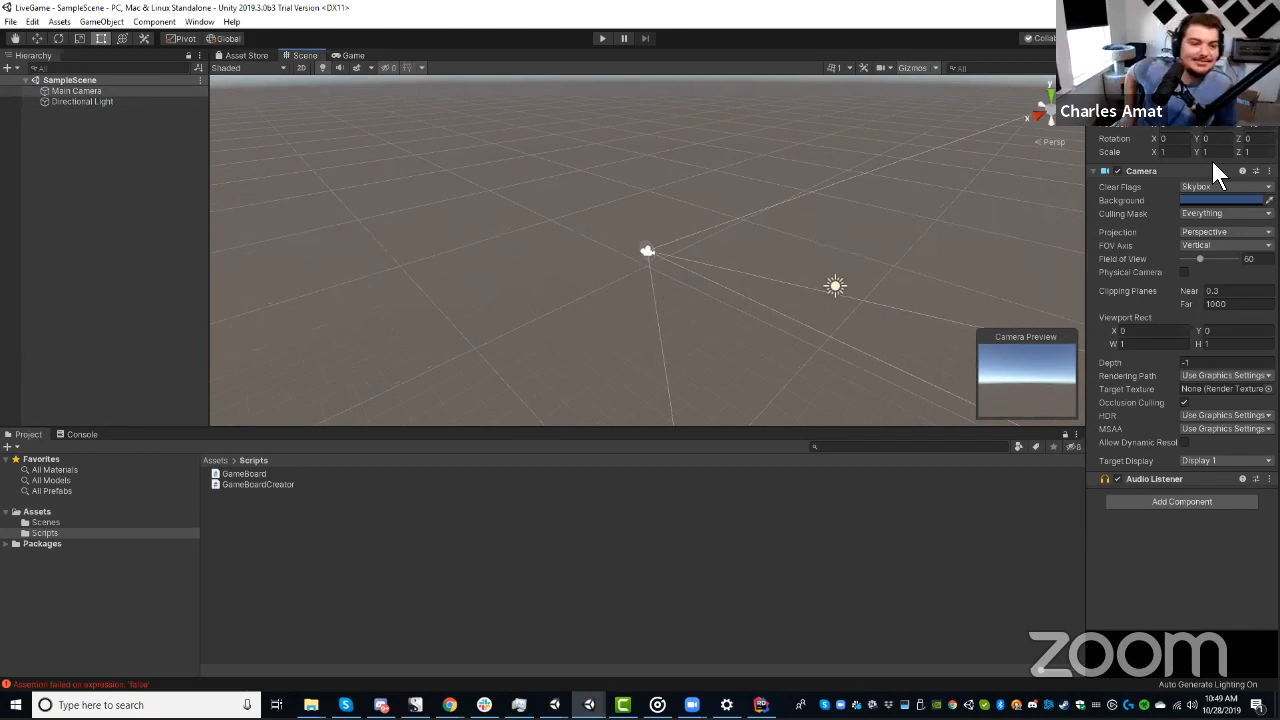 LiveGame - SampleScene - PC, Mac & Linux Standalone - Unity 2019.3.0b3 Trial Version <DX11>
File Edit Assets GameObject Component Window Help
Pivot Global
Collab
Hierarchy
All
SampleScene
Main Camera
Directional Light
Asset Store Scene Game
Shaded 2D 0 1 Gizmos All
y
x
< Persp
Camera Preview
Charles Amat
Rotation X 0 Y 0 Z 0
Scale X 1 Y 1 Z 1
Camera
Clear Flags Skybox
Background
Culling Mask Everything
Projection Perspective
FOV Axis Vertical
Field of View 60
Physical Camera
Clipping Planes Near 0.3
Far 1000
Viewport Rect
X 0 Y 0
W 1 H 1
Depth -1
Rendering Path Use Graphics Settings
Target Texture None (Render Texture
Occlusion Culling
HDR Use Graphics Settings
MSAA Use Graphics Settings
Allow Dynamic Resol
Target Display Display 1
Audio Listener
Add Component
Project Console
8
Favorites
All Materials
All Models
All Prefabs
Assets
Scenes
Scripts
Packages
Assets > Scripts
GameBoard
GameBoardCreator
zoom
Assertion failed on expression: 'false'
Auto Generate Lighting On
Type here to search
10:49 AM
10/28/2019